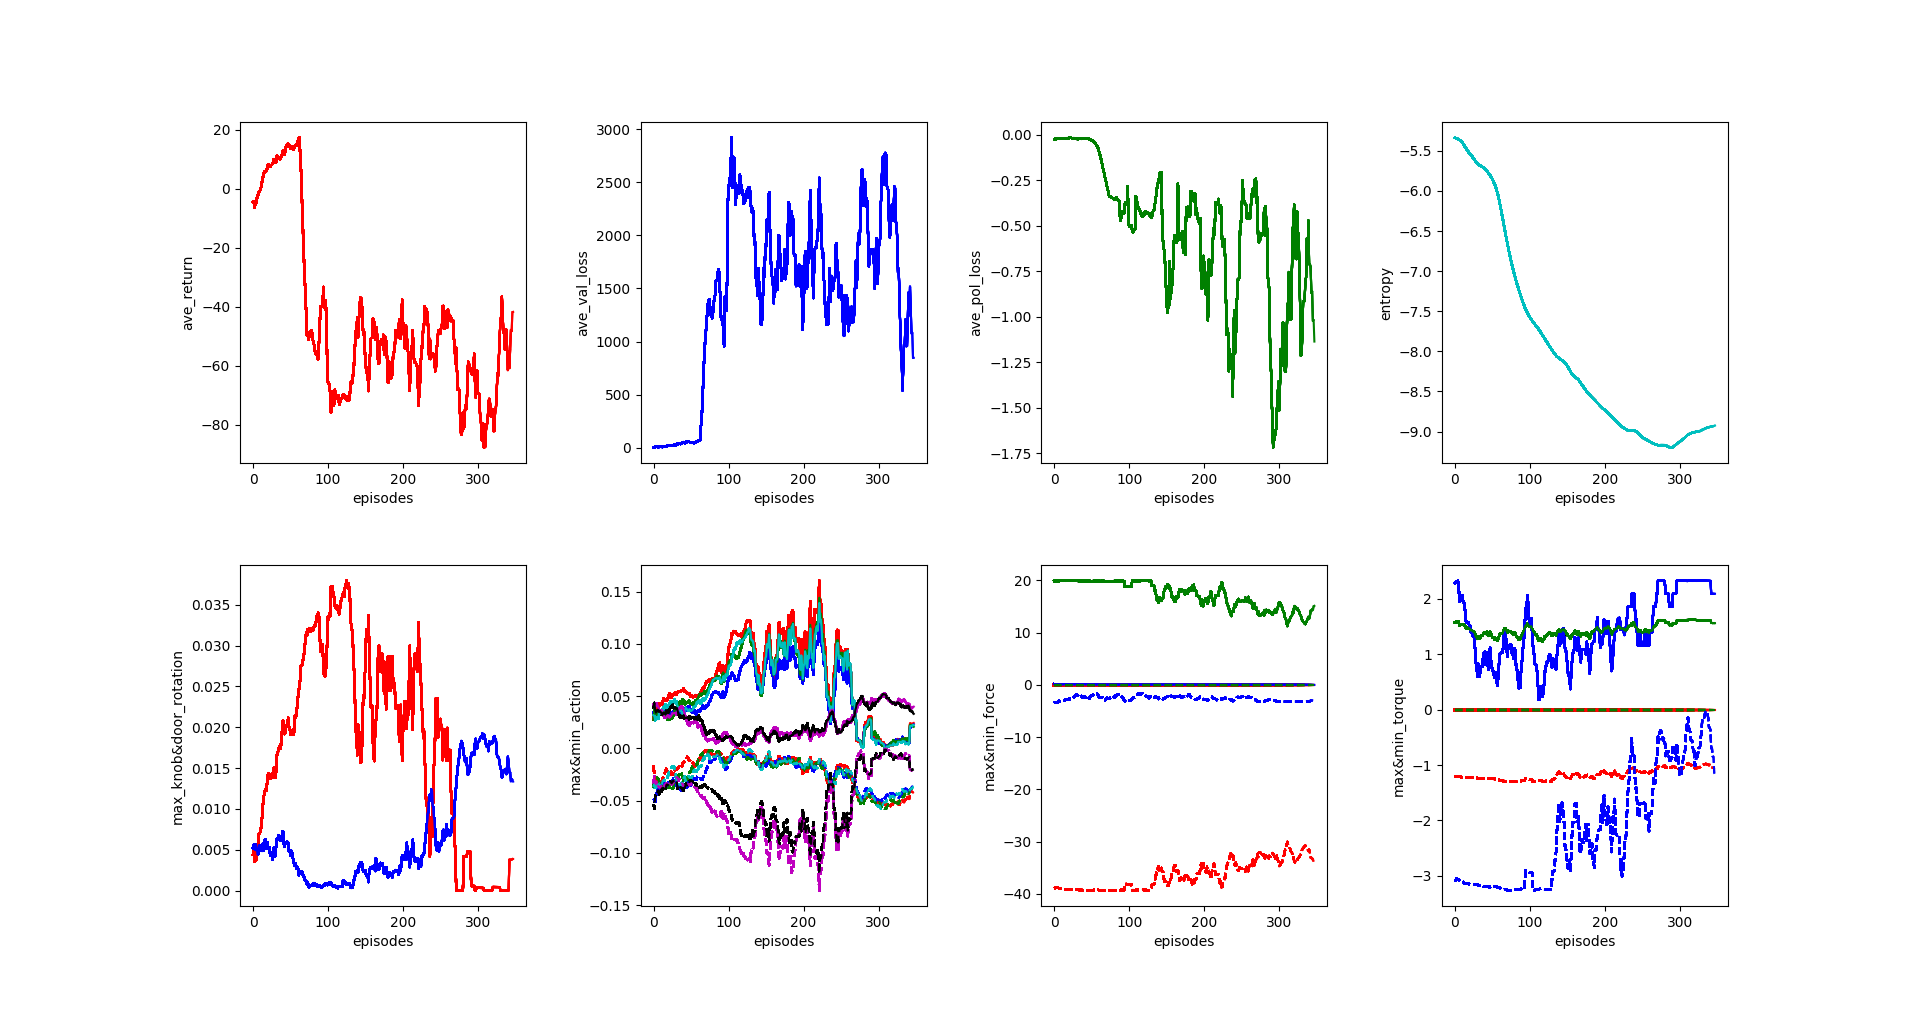 ave_return
20
0
−20
−40
−60
−80
0 100 200 300
episodes
ave_val_loss
3000
2500
2000
1500
1000
500
0
0 100 200 300
episodes
ave_pol_loss
0.00
−0.25
−0.50
−0.75
−1.00
−1.25
−1.50
−1.75
0 100 200 300
episodes
entropy
−5.5
−6.0
−6.5
−7.0
−7.5
−8.0
−8.5
−9.0
0 100 200 300
episodes
max_knob&door_rotation
0.035
0.030
0.025
0.020
0.015
0.010
0.005
0.000
0 100 200 300
episodes
max&min_action
0.15
0.10
0.05
0.00
−0.05
−0.10
−0.15
0 100 200 300
episodes
max&min_force
20
10
0
−10
−20
−30
−40
0 100 200 300
episodes
max&min_torque
2
1
0
−1
−2
−3
0 100 200 300
episodes